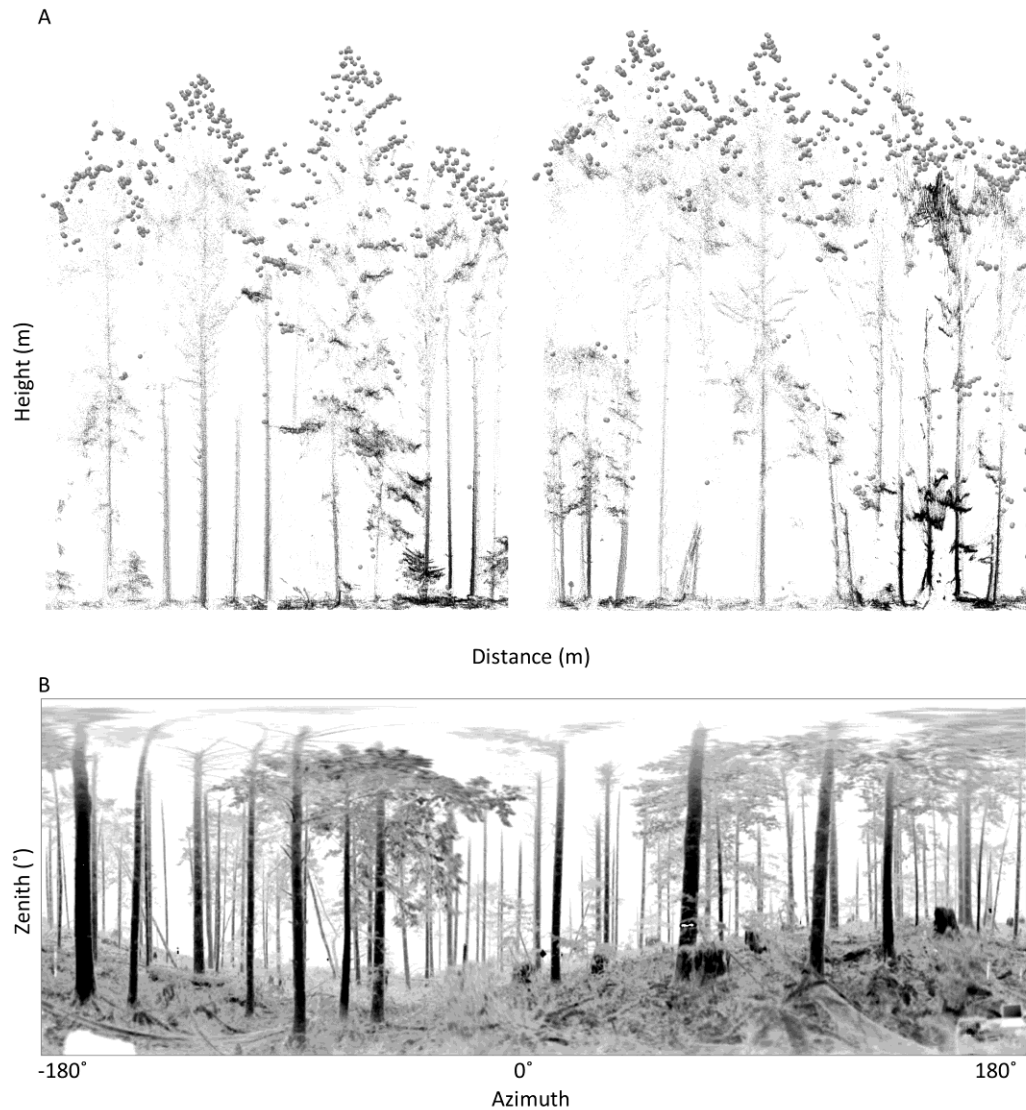 A
Height (m)
Distance (m)
B
Zenith (˚)
-180˚
0˚
180˚
Azimuth